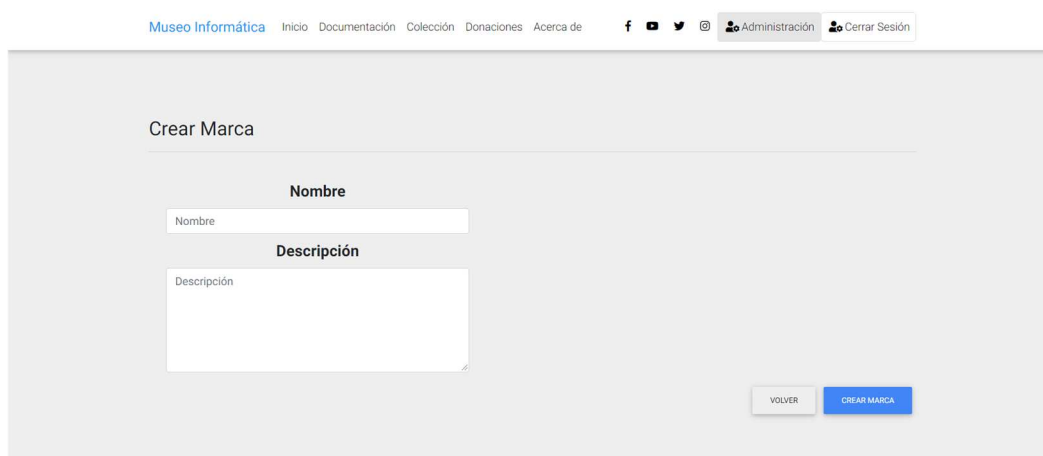 Museo Informática Inicio Documentación Colección Donaciones Acerca de Administración Cerrar Sesión
Crear Marca
Nombre
Nombre
Descripción
Descripción
VOLVER CREAR MARCA